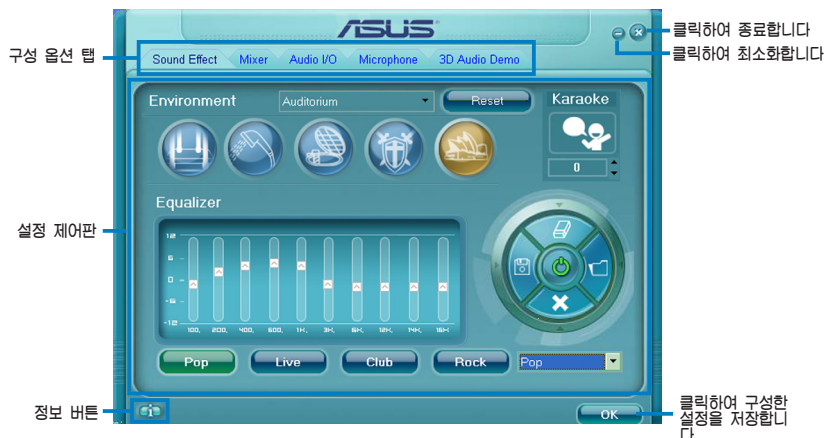 ASUS
클릭하여 종료합니다
클릭하여 최소화합니다
구성 옵션 탭
Sound Effect Mixer Audio I/O Microphone 3D Audio Demo
Environment Auditorium Reset Karaoke
0
설정 제어판
Equalizer
12
6
0
-6
-12
100, 200, 400, 600, 1K, 3K, 6K, 12K, 14K, 16K
Pop Live Club Rock Pop
정보 버튼
i
OK
클릭하여 구성한
설정을 저장합니
다